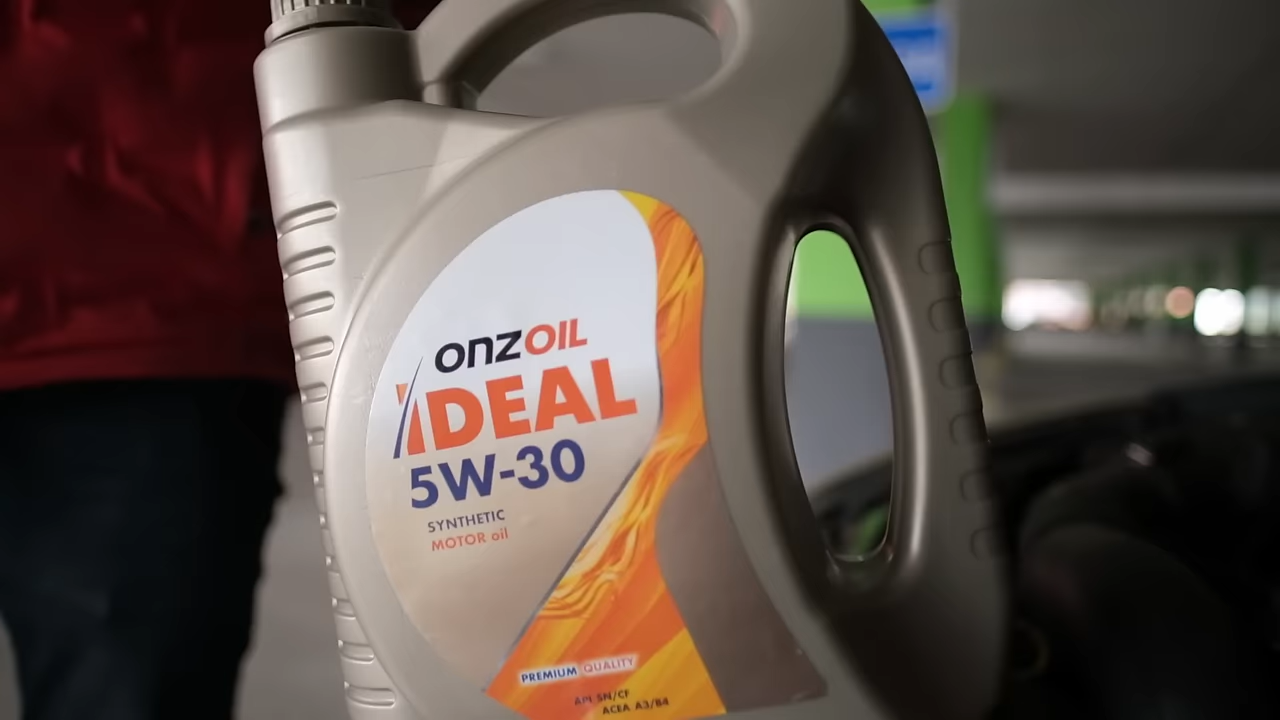 onzOIL
iDEAL
5W-30
SYNTHETIC
MOTOR oil
PREMIUM QUALITY
API SN/CF
ACEA A3/B4